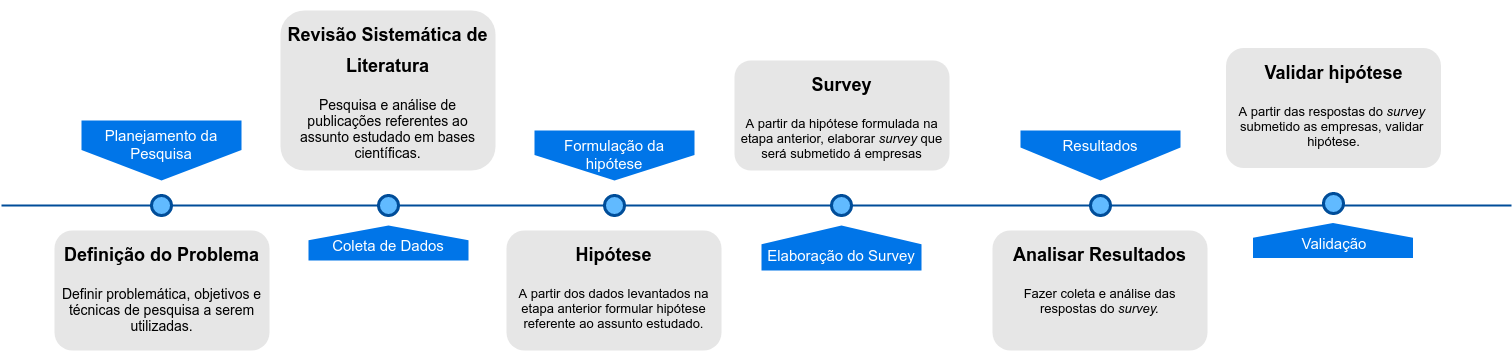 Planejamento da
Pesquisa
Definição do Problema
Definir problemática, objetivos e
técnicas de pesquisa a serem
utilizadas.
Revisão Sistemática de
Literatura
Pesquisa e análise de
publicações referentes ao
assunto estudado em bases
científicas.
Coleta de Dados
Formulação da
hipótese
Hipótese
A partir dos dados levantados na
etapa anterior formular hipótese
referente ao assunto estudado.
Survey
A partir da hipótese formulada na
etapa anterior, elaborar survey que
será submetido á empresas
Elaboração do Survey
Resultados
Analisar Resultados
Fazer coleta e análise das
respostas do survey.
Validar hipótese
A partir das respostas do survey
submetido as empresas, validar
hipótese.
Validação